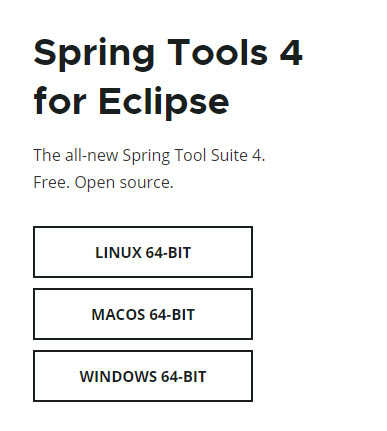 Spring Tools 4
for Eclipse
The all-new Spring Tool Suite 4.
Free. Open source.
LINUX 64-BIT
MACOS 64-BIT
WINDOWS 64-BIT